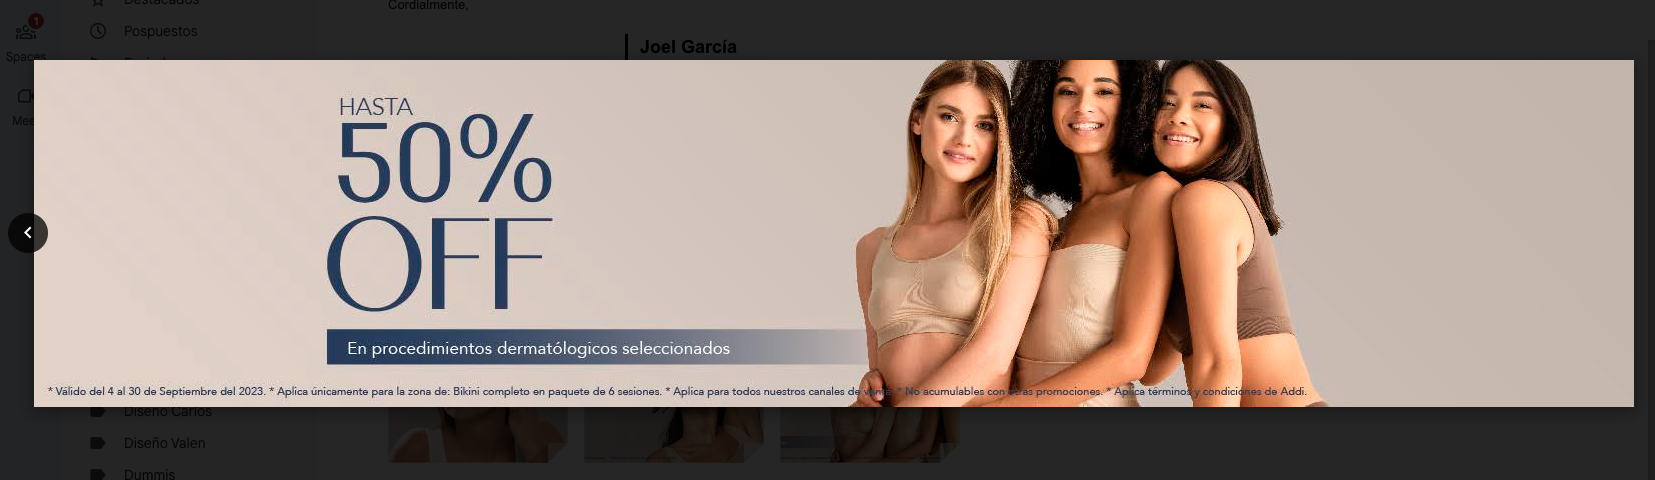 Destacados
Cordialmente,
1
Pospuestos
Joel García
Spaces
HASTA
50%
OFF
En procedimientos dermatólogicos seleccionados
* Válido del 4 al 30 de Septiembre del 2023. * Aplica únicamente para la zona de: Bikini completo en paquete de 6 sesiones. * Aplica para todos nuestros canales de venta. * No acumulables con otras promociones. * Aplica términos y condiciones de Addi.
Diseño Carlos
Diseño Valen
Dummis